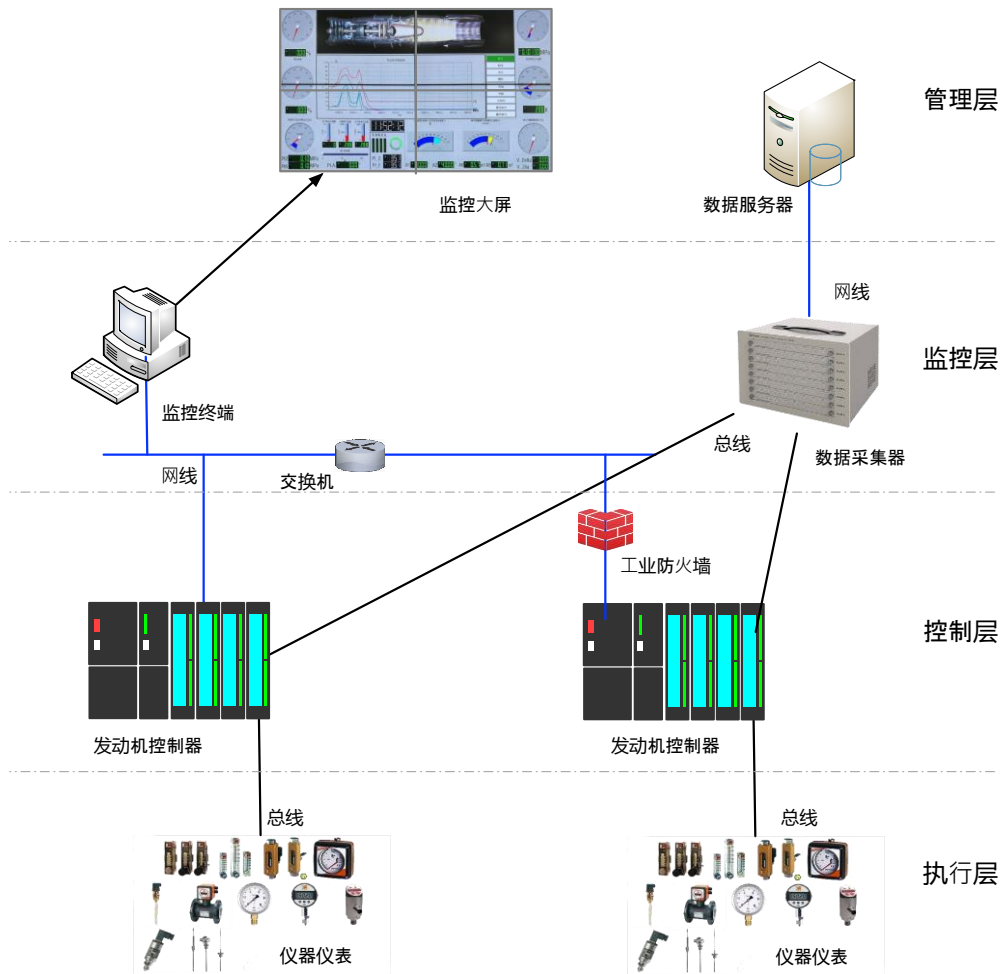 管理层
监控大屏
数据服务器
网线
监控层
监控终端
总线
数据采集器
网线
交换机
工业防火墙
控制层
发动机控制器
发动机控制器
总线
总线
执行层
仪器仪表
仪器仪表